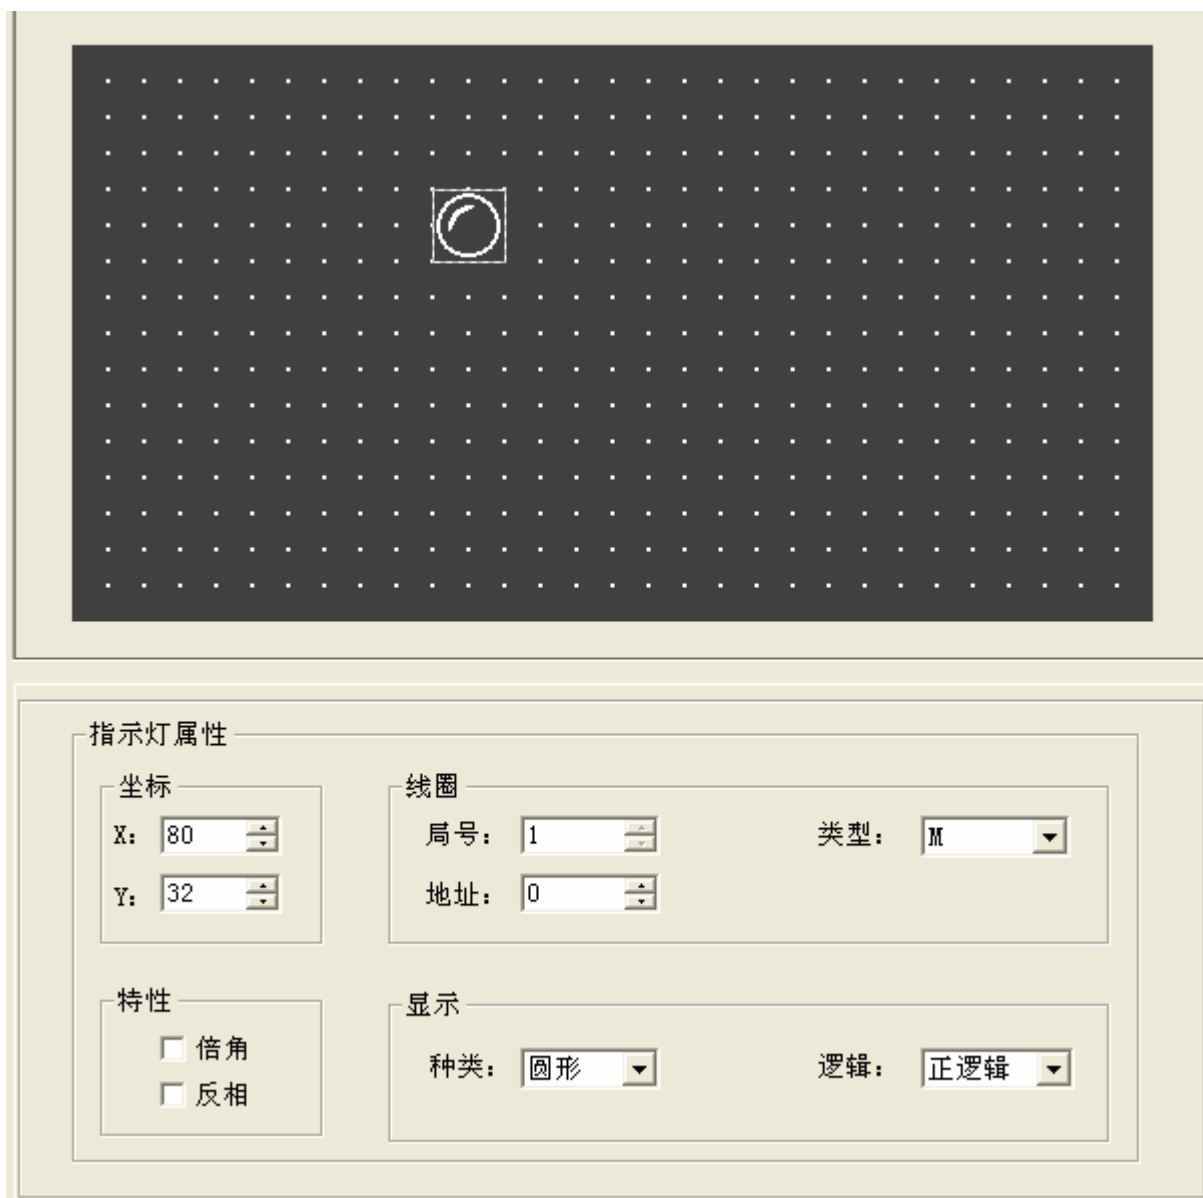 指示灯属性
坐标
X: 80
Y: 32
线圈
局号: 1
类型: M
地址: 0
特性
倍角
反相
显示
种类: 圆形
逻辑: 正逻辑